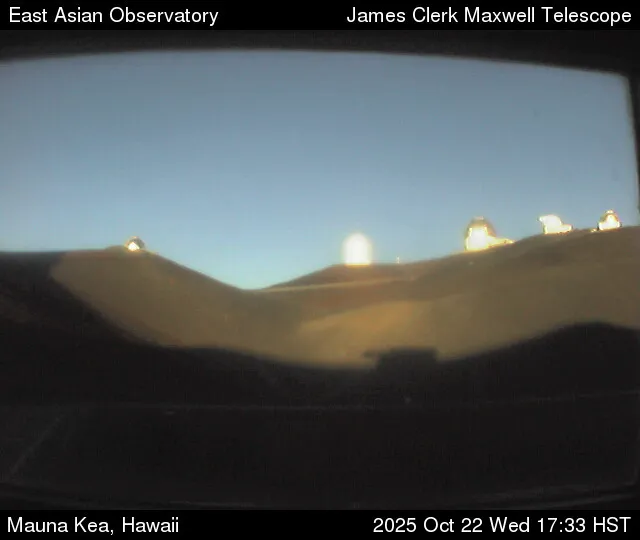 East Asian Observatory
James Clerk Maxwell Telescope
Mauna Kea, Hawaii
2025 Oct 22 Wed 17:33 HST